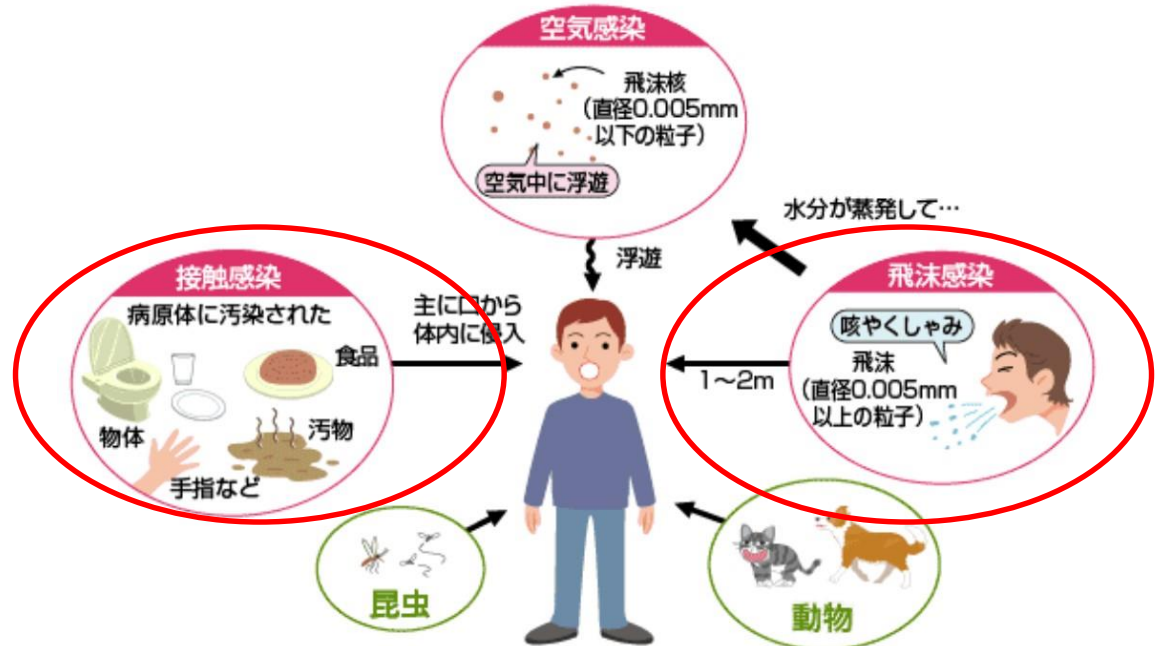 空気感染
飛沫核
(直径0.005mm
以下の粒子)
空気中に浮遊
水分が蒸発して…
浮遊
接触感染
病原体に汚染された
食品
物体
汚物
手指など
主に口から
体内に侵入
飛沫感染
咳やくしゃみ
飛沫
(直径0.005mm
以上の粒子)
1〜2m
昆虫
動物